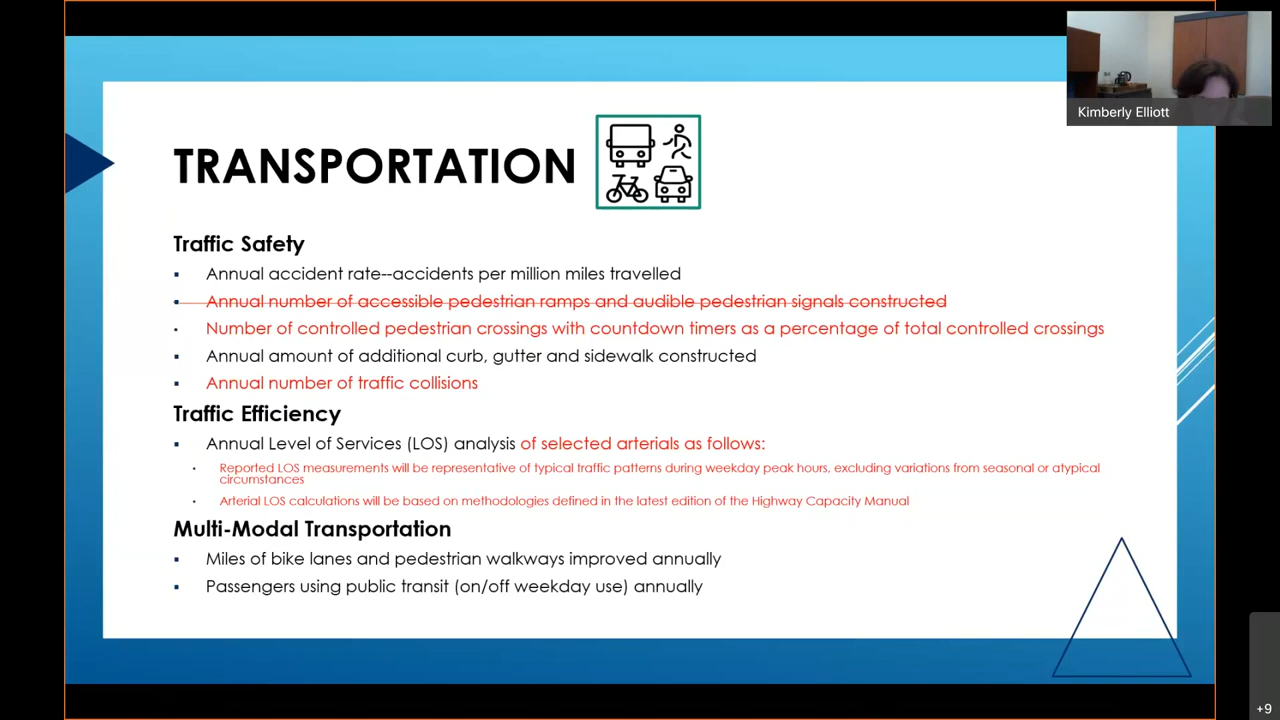 Kimberly Elliott
TRANSPORTATION
Traffic Safety
Annual accident rate--accidents per million miles travelled
Annual number of accessible pedestrian ramps and audible pedestrian signals constructed
Number of controlled pedestrian crossings with countdown timers as a percentage of total controlled crossings
Annual amount of additional curb, gutter and sidewalk constructed
Annual number of traffic collisions
Traffic Efficiency
Annual Level of Services (LOS) analysis of selected arterials as follows:
Reported LOS measurements will be representative of typical traffic patterns during weekday peak hours, excluding variations from seasonal or atypical
circumstances
Arterial LOS calculations will be based on methodologies defined in the latest edition of the Highway Capacity Manual
Multi-Modal Transportation
Miles of bike lanes and pedestrian walkways improved annually
Passengers using public transit (on/off weekday use) annually
+9